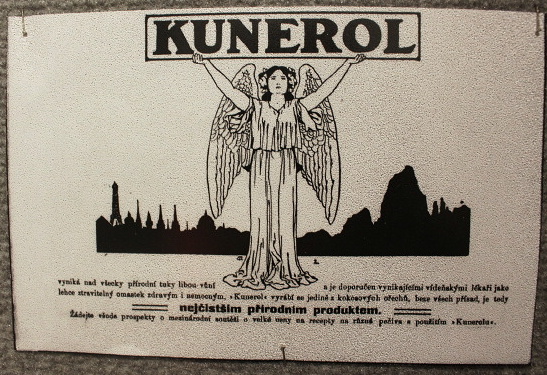 KUNEROL
vyniká nad všecky přírodní tuky libou vůní a je doporučen vynikajícími vídeňskými lékaři jako
lehce stravitelný omastek zdravým i nemocným. »Kunerol« vyrábí se jedině z kokosových ořechů, beze všech přísad, je tedy
nejčistším přírodním produktem.
Žádejte všude prospekty o mezinárodní soutěži o velké ceny na recepty na různé pečivo s použitím »Kunerolu«.